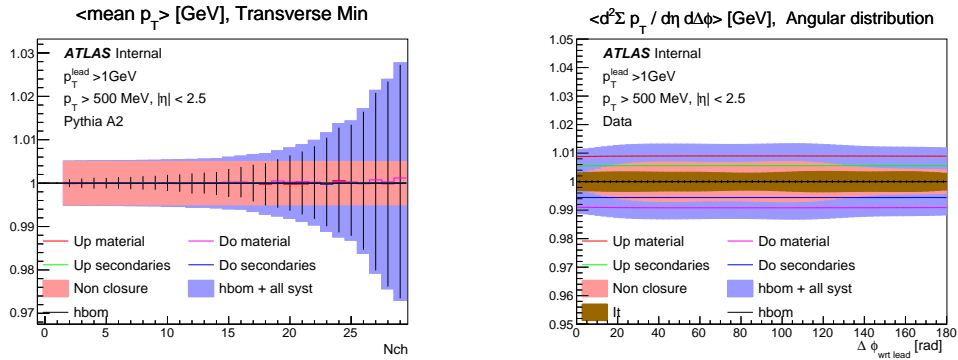 <mean p_T> [GeV], Transverse Min
ATLAS Internal
p_T^lead >1GeV
p_T > 500 MeV, |η| < 2.5
Pythia A2
1.03
1.02
1.01
1
0.99
0.98
0.97
Up material
Do material
Up secondaries
Do secondaries
Non closure
hbom + all syst
hbom
0 5 10 15 20 25
Nch
<d²Σ p_T / dη dΔϕ> [GeV], Angular distribution
ATLAS Internal
p_T^lead >1GeV
p_T > 500 MeV, |η| < 2.5
Data
1.05
1.04
1.03
1.02
1.01
1
0.99
0.98
0.97
0.96
0.95
Up material
Do material
Up secondaries
Do secondaries
Non closure
hbom + all syst
lt
hbom
0 20 40 60 80 100 120 140 160 180
Δ ϕ_wrt lead [rad]